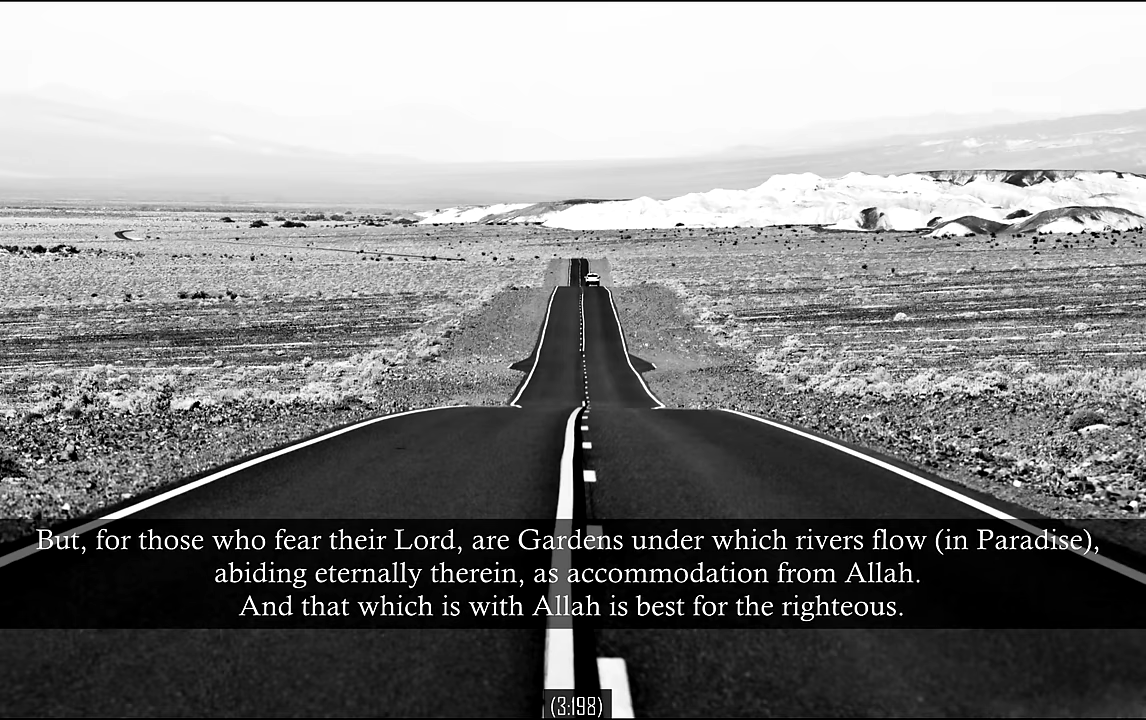 But, for those who fear their Lord, are Gardens under which rivers flow (in Paradise),
abiding eternally therein, as accommodation from Allah.
And that which is with Allah is best for the righteous.
(3:198)